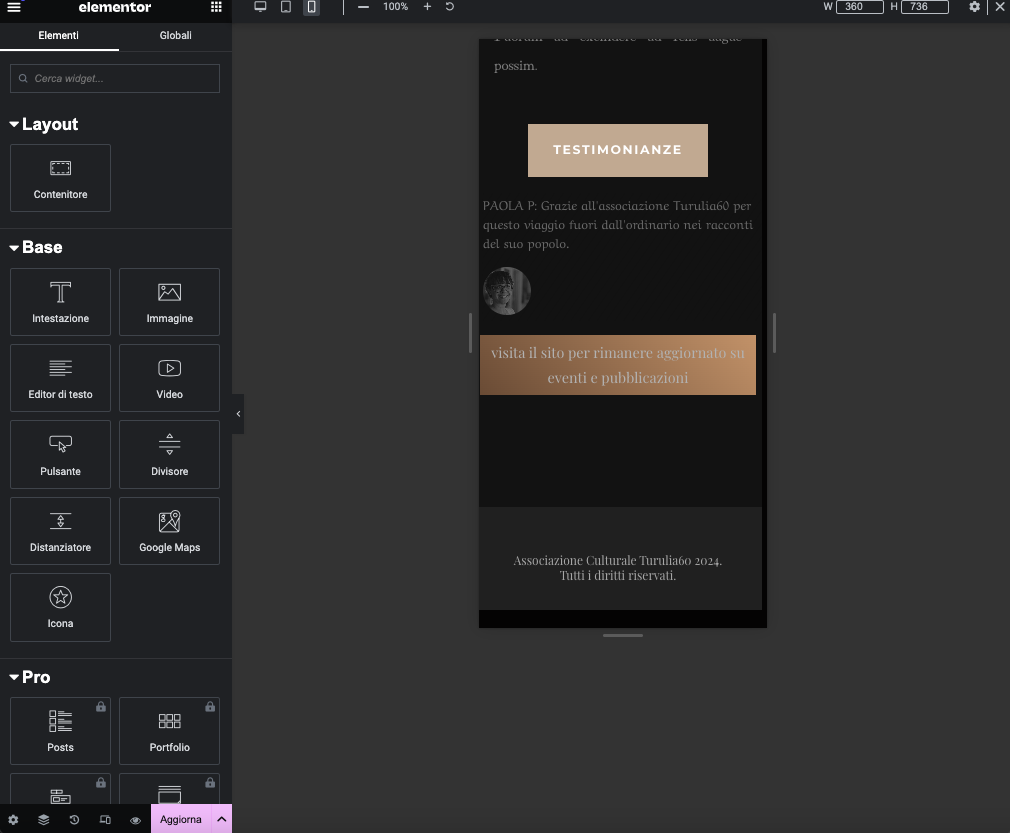 elementor
100%
W 360 H 736
Elementi Globali
Cerca widget...
Layout
Contenitore
Base
Intestazione Immagine
Editor di testo Video
Pulsante Divisore
Distanziatore Google Maps
Icona
Pro
Posts Portfolio
Aggiorna
possim.
TESTIMONIANZE
PAOLA P: Grazie all'associazione Turulia60 per
questo viaggio fuori dall'ordinario nei racconti
del suo popolo.
visita il sito per rimanere aggiornato su
eventi e pubblicazioni
Associazione Culturale Turulia60 2024.
Tutti i diritti riservati.